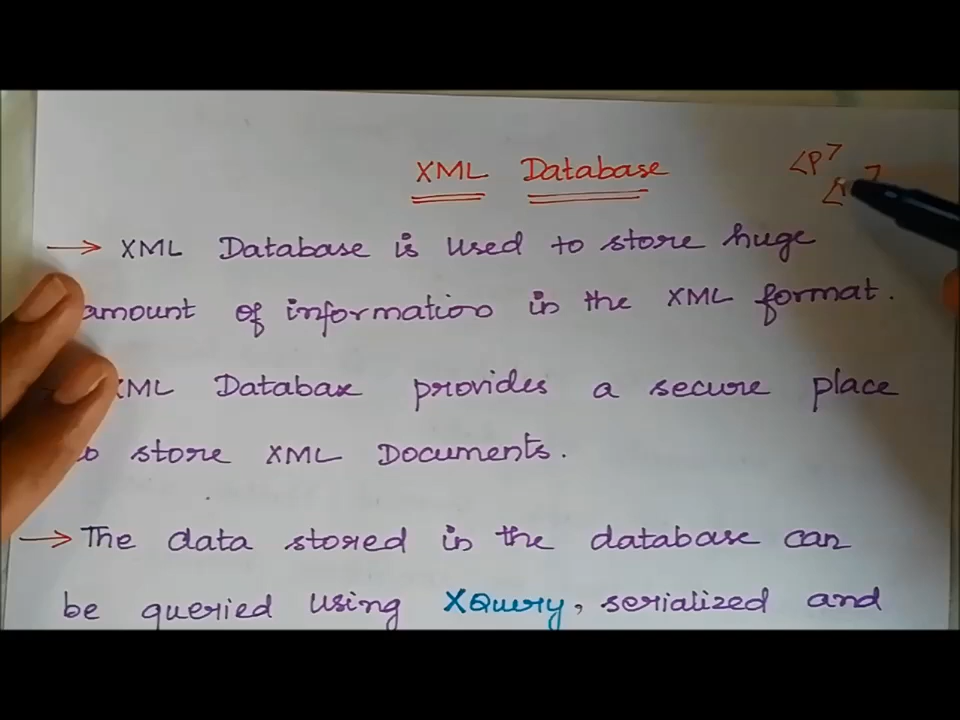 XML Database
<P>
→ XML Database is used to store huge
amount of information in the XML format.
XML Database provides a secure place
store XML Documents.
→ The data stored in the database can
be queried using XQuery, serialized and